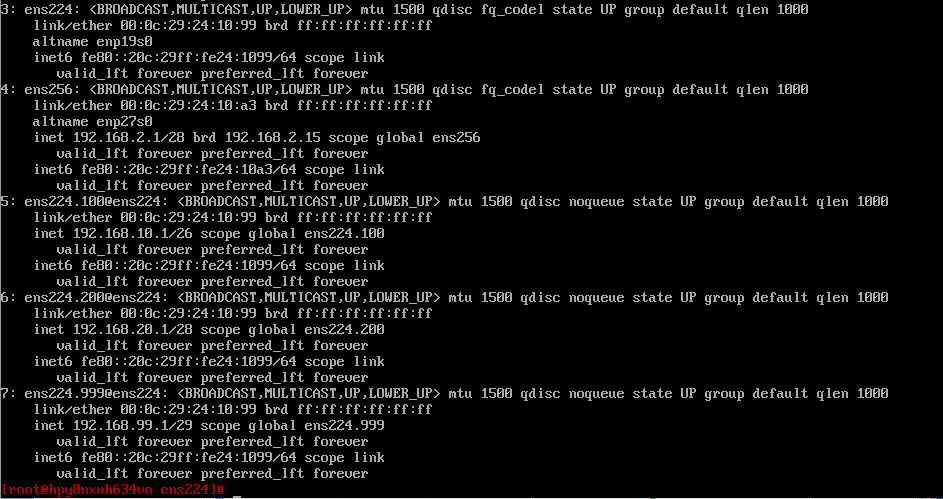 3: ens224: <BROADCAST,MULTICAST,UP,LOWER_UP> mtu 1500 qdisc fq_codel state UP group default qlen 1000
link/ether 00:0c:29:24:10:99 brd ff:ff:ff:ff:ff:ff
altname enp19s0
inet6 fe80::20c:29ff:fe24:1099/64 scope link
valid_lft forever preferred_lft forever
4: ens256: <BROADCAST,MULTICAST,UP,LOWER_UP> mtu 1500 qdisc fq_codel state UP group default qlen 1000
link/ether 00:0c:29:24:10:a3 brd ff:ff:ff:ff:ff:ff
altname enp27s0
inet 192.168.2.1/28 brd 192.168.2.15 scope global ens256
valid_lft forever preferred_lft forever
inet6 fe80::20c:29ff:fe24:10a3/64 scope link
valid_lft forever preferred_lft forever
5: ens224.100@ens224: <BROADCAST,MULTICAST,UP,LOWER_UP> mtu 1500 qdisc noqueue state UP group default qlen 1000
link/ether 00:0c:29:24:10:99 brd ff:ff:ff:ff:ff:ff
inet 192.168.10.1/26 scope global ens224.100
valid_lft forever preferred_lft forever
inet6 fe80::20c:29ff:fe24:1099/64 scope link
valid_lft forever preferred_lft forever
6: ens224.200@ens224: <BROADCAST,MULTICAST,UP,LOWER_UP> mtu 1500 qdisc noqueue state UP group default qlen 1000
link/ether 00:0c:29:24:10:99 brd ff:ff:ff:ff:ff:ff
inet 192.168.20.1/28 scope global ens224.200
valid_lft forever preferred_lft forever
inet6 fe80::20c:29ff:fe24:1099/64 scope link
valid_lft forever preferred_lft forever
7: ens224.999@ens224: <BROADCAST,MULTICAST,UP,LOWER_UP> mtu 1500 qdisc noqueue state UP group default qlen 1000
link/ether 00:0c:29:24:10:99 brd ff:ff:ff:ff:ff:ff
inet 192.168.99.1/29 scope global ens224.999
valid_lft forever preferred_lft forever
inet6 fe80::20c:29ff:fe24:1099/64 scope link
valid_lft forever preferred_lft forever
[root@hpy0nxuh634vo ens224]#